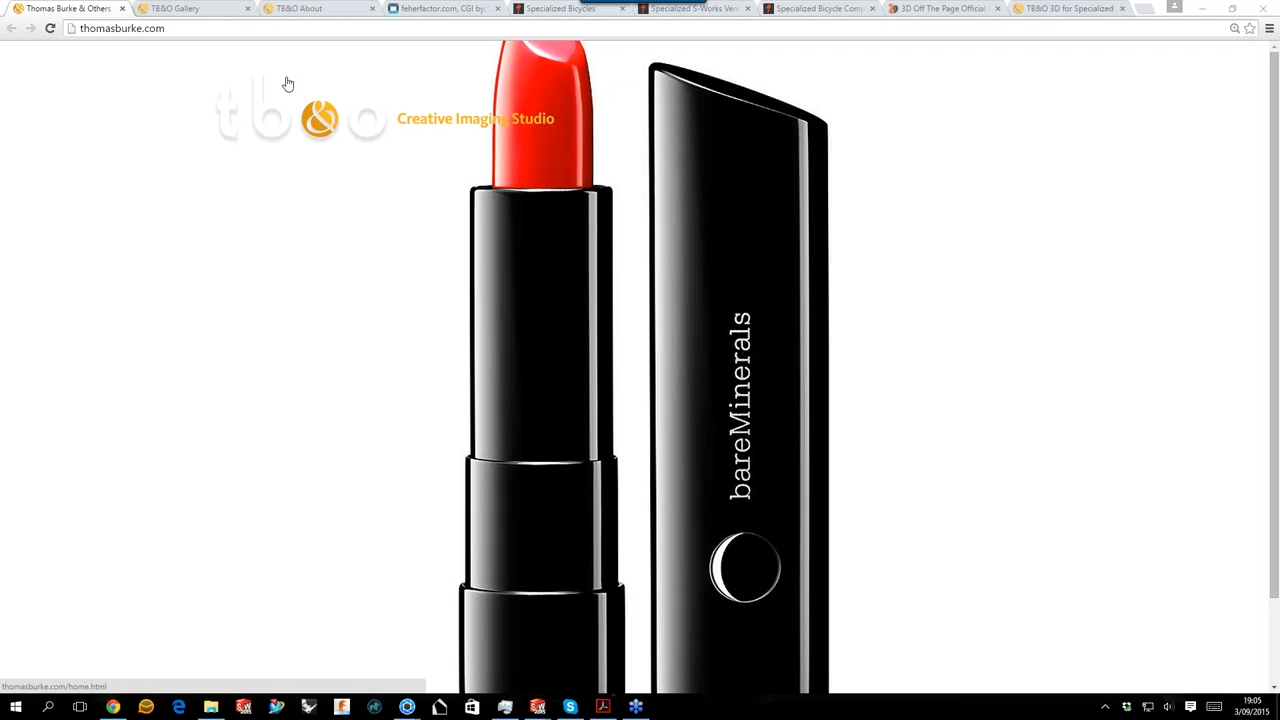 Thomas Burke & Others
TB&O Gallery
TB&O About
feherfactor.com, CGI by
Specialized Bicycles
Specialized S-Works Ven
Specialized Bicycle Comp
3D Off The Page Official
TB&O 3D for Specialized
thomasburke.com
tb&o Creative Imaging Studio
bareMinerals
thomasburke.com/home.html
19:05
3/09/2015